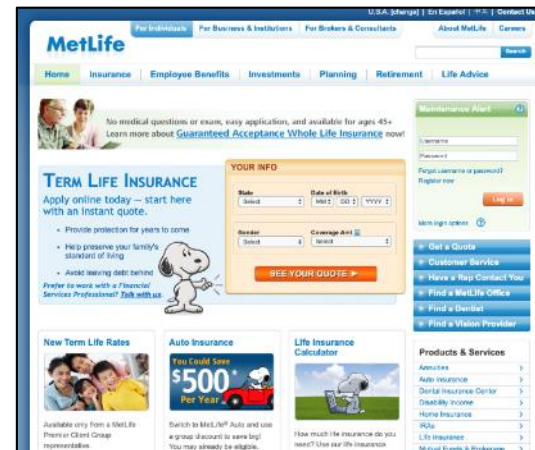 U.S.A. [change] | En Español | 中文 | Contact Us
For Individuals For Business & Institutions For Brokers & Consultants About MetLife Careers
MetLife
Search
Home Insurance Employee Benefits Investments Planning Retirement Life Advice
No medical questions or exam, easy application, and available for ages 45+
Learn more about Guaranteed Acceptance Whole Life Insurance now!
Maintenance Alert
Username
Password
Forgot username or password?
Register now
Log in
More login options
TERM LIFE INSURANCE
Apply online today — start here
with an instant quote.
• Provide protection for years to come
• Help preserve your family's
standard of living
• Avoid leaving debt behind
Prefer to work with a Financial
Services Professional? Talk with us.
YOUR INFO
State Date of Birth
Select MM DD YYYY
Gender Coverage Amt
Select Select
SEE YOUR QUOTE
Get a Quote
Customer Service
Have a Rep Contact You
Find a MetLife Office
Find a Dentist
Find a Vision Provider
New Term Life Rates
Available only from a MetLife
Premier Client Group
representative.
Auto Insurance
You Could Save
$500*
Per Year
Switch to MetLife® Auto and use
a group discount to save big!
You may already be eligible.
Life Insurance
Calculator
How much life insurance do you
need? Use our life insurance
Products & Services
Annuities
Auto Insurance
Dental Insurance Center
Disability Income
Home Insurance
IRAs
Life Insurance
Mutual Funds & Brokerage